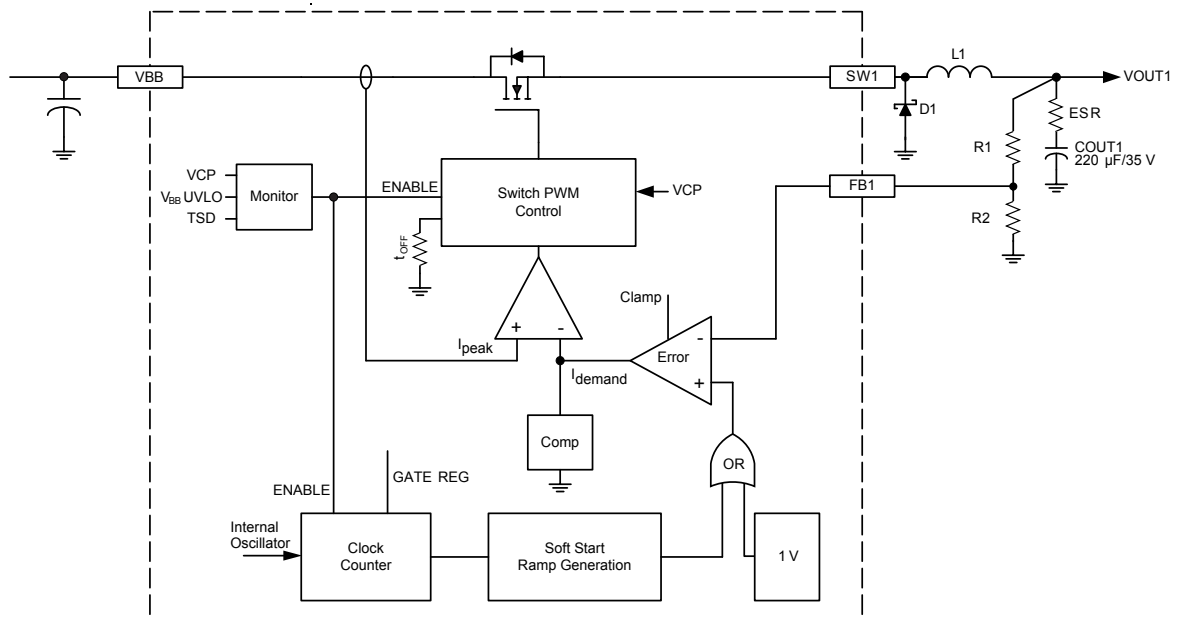 VBB
SW1
L1
VOUT1
D1
ESR
R1
COUT1
220 µF/35 V
FB1
R2
VCP
VBB UVLO
TSD
Monitor
ENABLE
Switch PWM
Control
VCP
tOFF
+
-
Ipeak
Idemand
Clamp
Error
-
+
Comp
OR
GATE REG
ENABLE
Internal
Oscillator
Clock
Counter
Soft Start
Ramp Generation
1 V